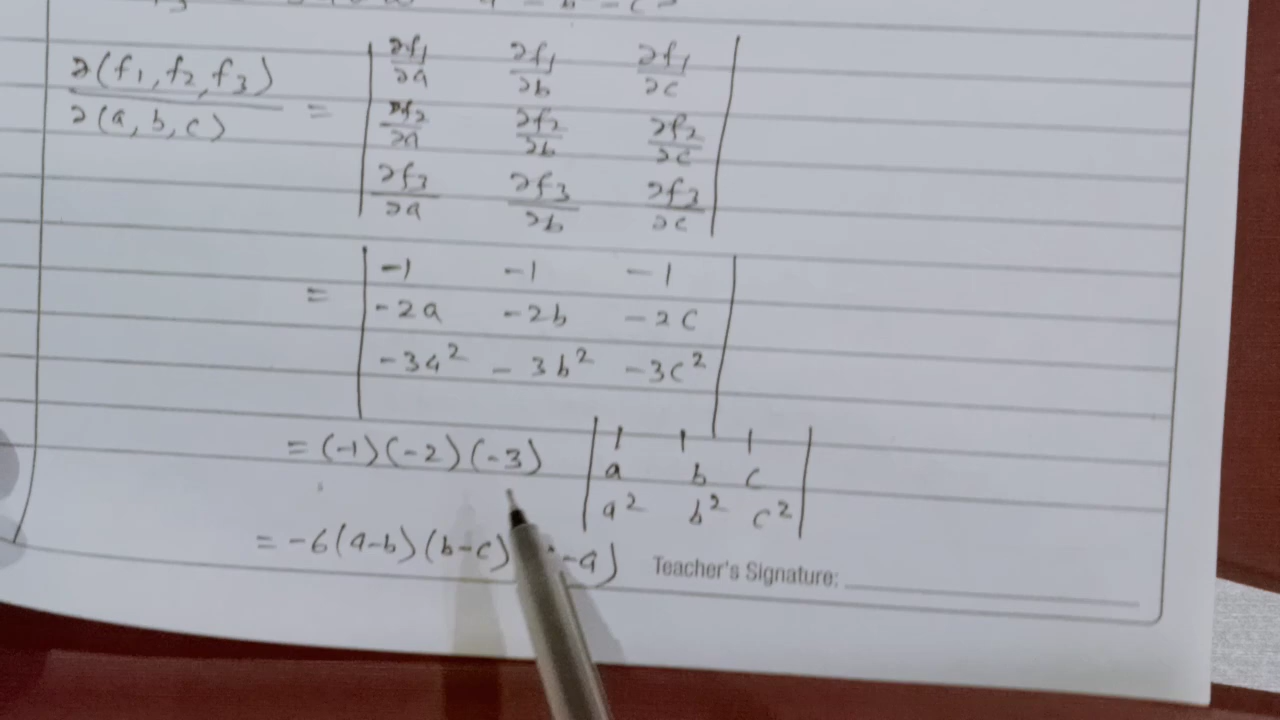 ∂(f1, f2, f3) / ∂(a, b, c) = | ∂f1/∂a ∂f1/∂b ∂f1/∂c |
| ∂f2/∂a ∂f2/∂b ∂f2/∂c |
| ∂f3/∂a ∂f3/∂b ∂f3/∂c |
= | -1 -1 -1 |
| -2a -2b -2c |
| -3a² -3b² -3c² |
= (-1)(-2)(-3) | 1 1 1 |
| a b c |
| a² b² c² |
= -6(a-b)(b-c) -a)
Teacher's Signature: